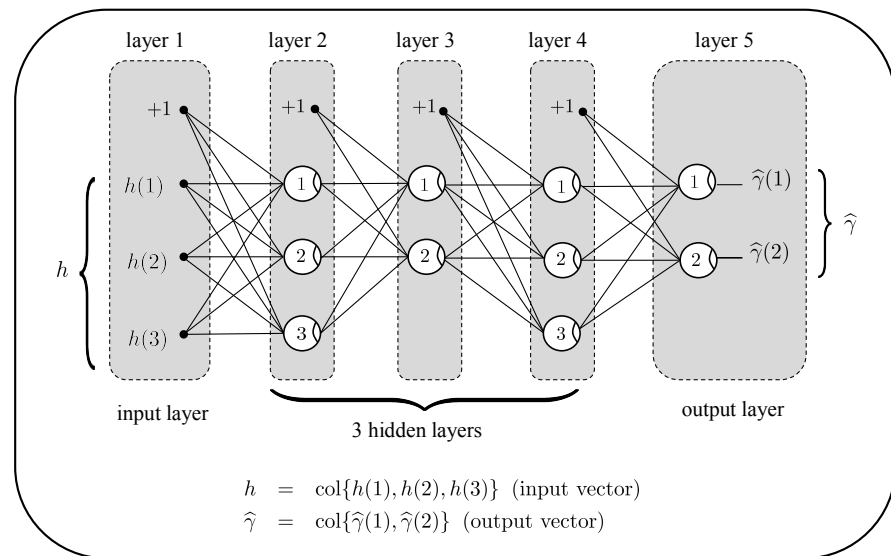 layer 1 layer 2 layer 3 layer 4 layer 5
+1 +1 +1 +1
h(1) 1 1 1 1 γ̂(1)
h(2) 2 2 2 2 γ̂(2)
h γ̂
h(3) 3 3
input layer 3 hidden layers output layer
h = col{h(1), h(2), h(3)} (input vector)
γ̂ = col{γ̂(1), γ̂(2)} (output vector)